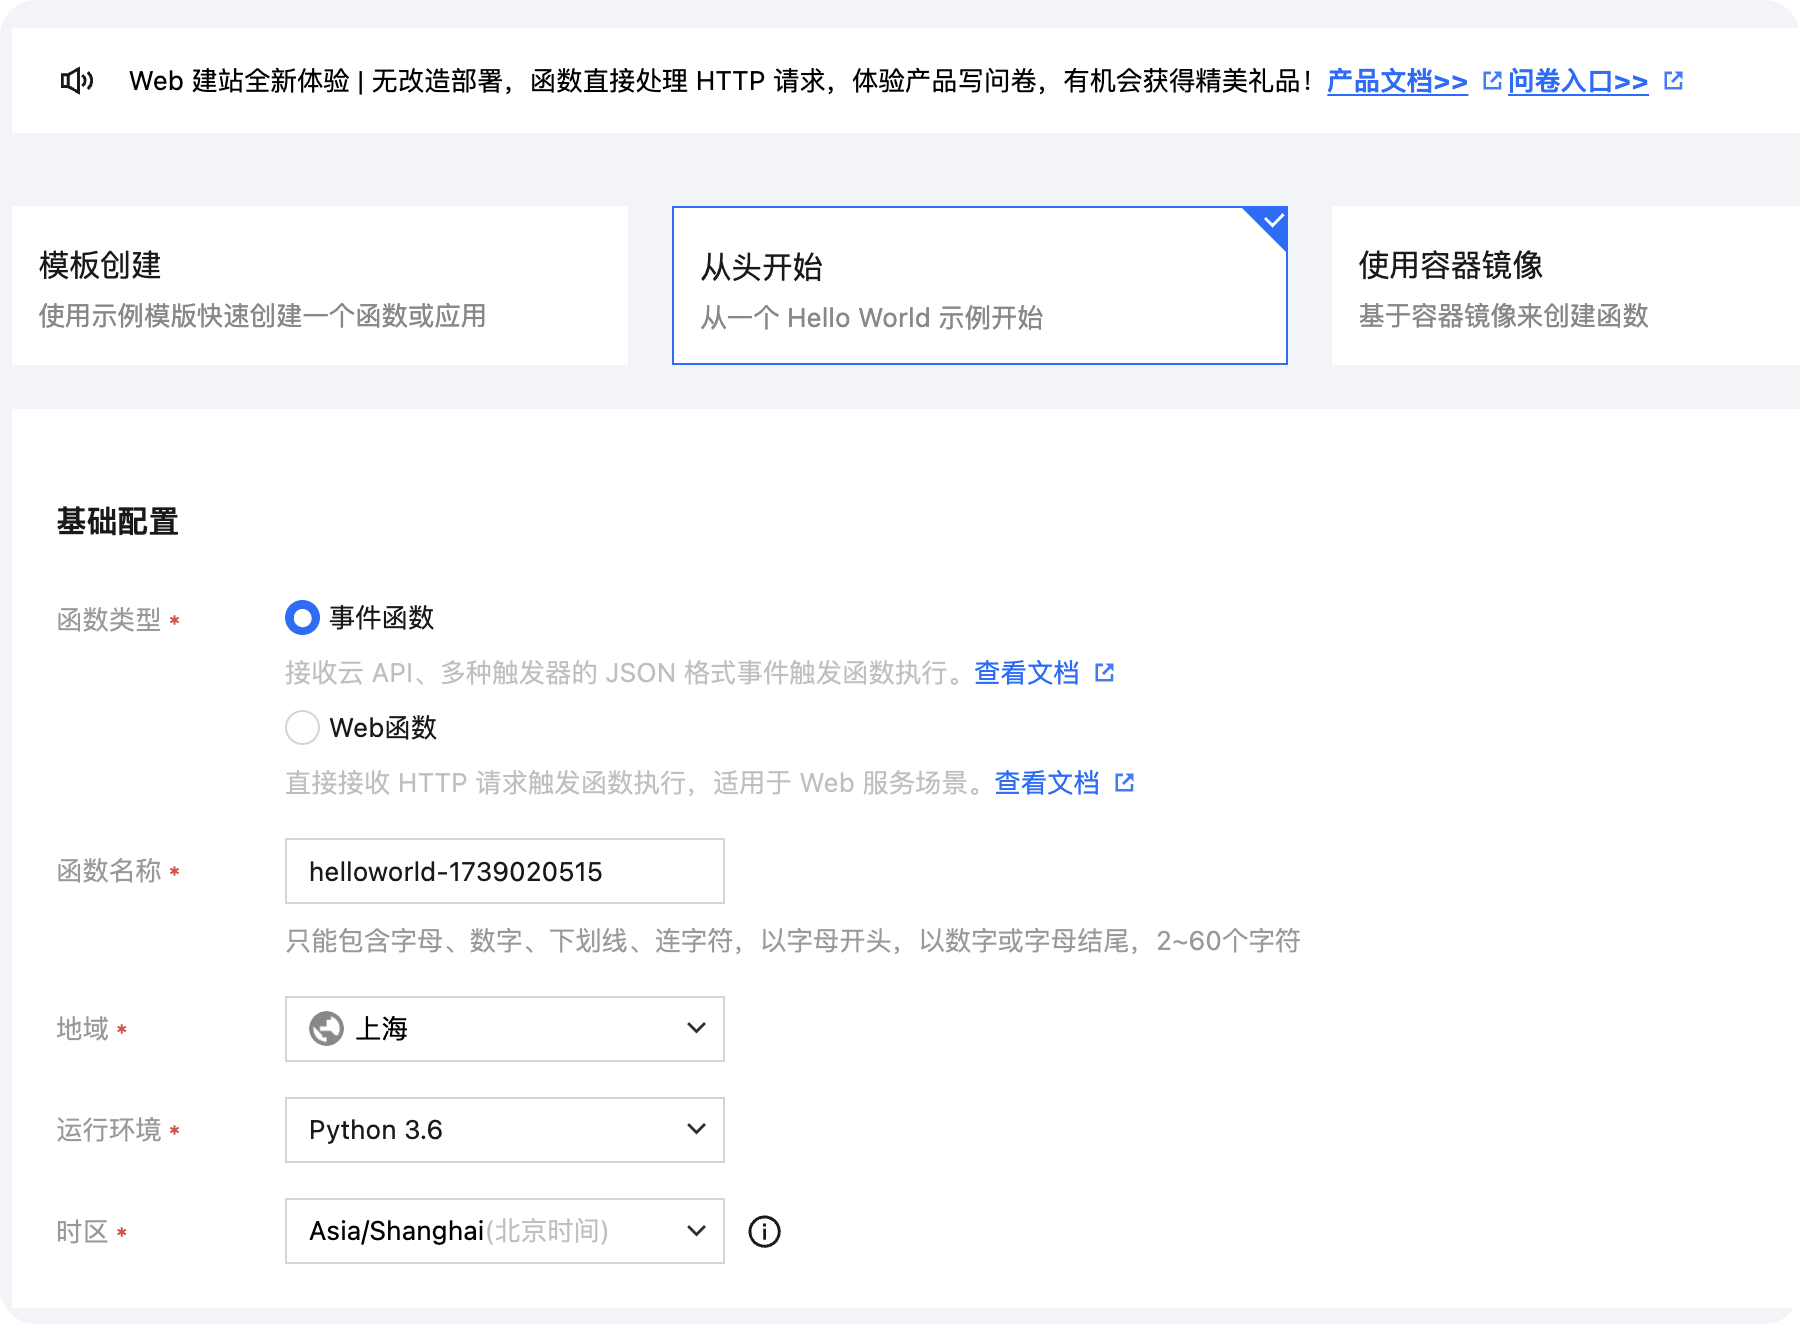 Web 建站全新体验 | 无改造部署，函数直接处理 HTTP 请求，体验产品写问卷，有机会获得精美礼品！产品文档>> 问卷入口>>
模板创建
使用示例模版快速创建一个函数或应用
从头开始
从一个 Hello World 示例开始
使用容器镜像
基于容器镜像来创建函数
基础配置
函数类型 *
事件函数
接收云 API、多种触发器的 JSON 格式事件触发函数执行。查看文档
Web函数
直接接收 HTTP 请求触发函数执行，适用于 Web 服务场景。查看文档
函数名称 *
helloworld-1739020515
只能包含字母、数字、下划线、连字符，以字母开头，以数字或字母结尾，2~60个字符
地域 *
上海
运行环境 *
Python 3.6
时区 *
Asia/Shanghai(北京时间)